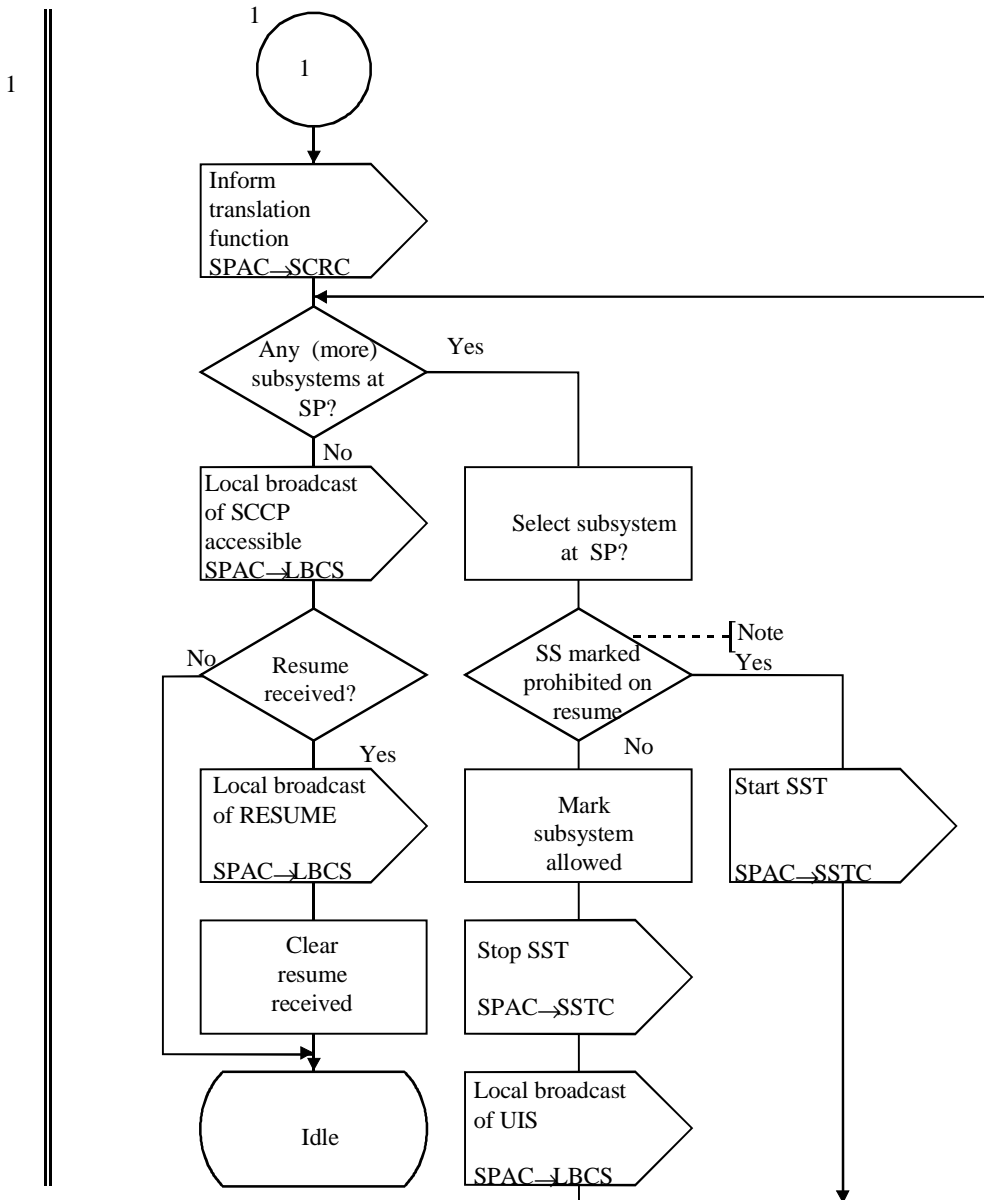 1
1
1
Inform
translation
function
SPAC→SCRC
Any (more)
subsystems at
SP?
Yes
No
Local broadcast
of SCCP
accessible
SPAC→LBCS
Select subsystem
at SP?
No
Resume
received?
SS marked
prohibited on
resume
Note
Yes
Yes
No
Local broadcast
of RESUME
SPAC→LBCS
Mark
subsystem
allowed
Start SST
SPAC→SSTC
Clear
resume
received
Stop SST
SPAC→SSTC
Idle
Local broadcast
of UIS
SPAC→LBCS